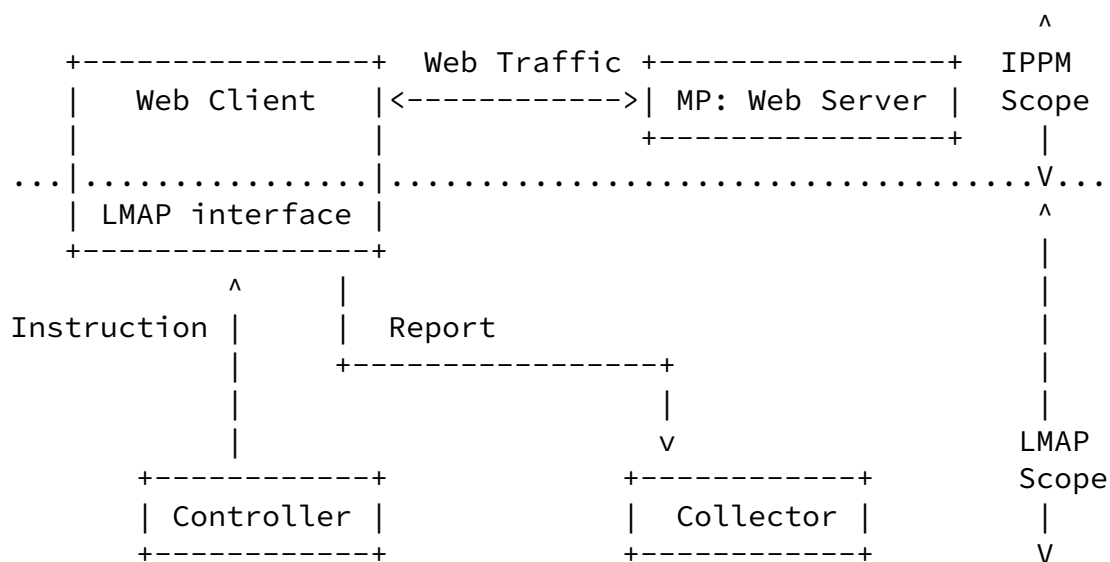 ^
   +----------------+  Web Traffic +----------------+  IPPM
   |   Web Client   |<------------>| MP: Web Server |  Scope
   |                |              +----------------+    |
...|................|....................................V...
   | LMAP interface |                                    ^
   +----------------+                                    |
            ^     |                                      |
Instruction |     |  Report                              |
            |     +-----------------+                    |
            |                       |                    |
            |                       v                   LMAP
       +------------+             +------------+        Scope
       | Controller |             |  Collector |         |
       +------------+             +------------+         V